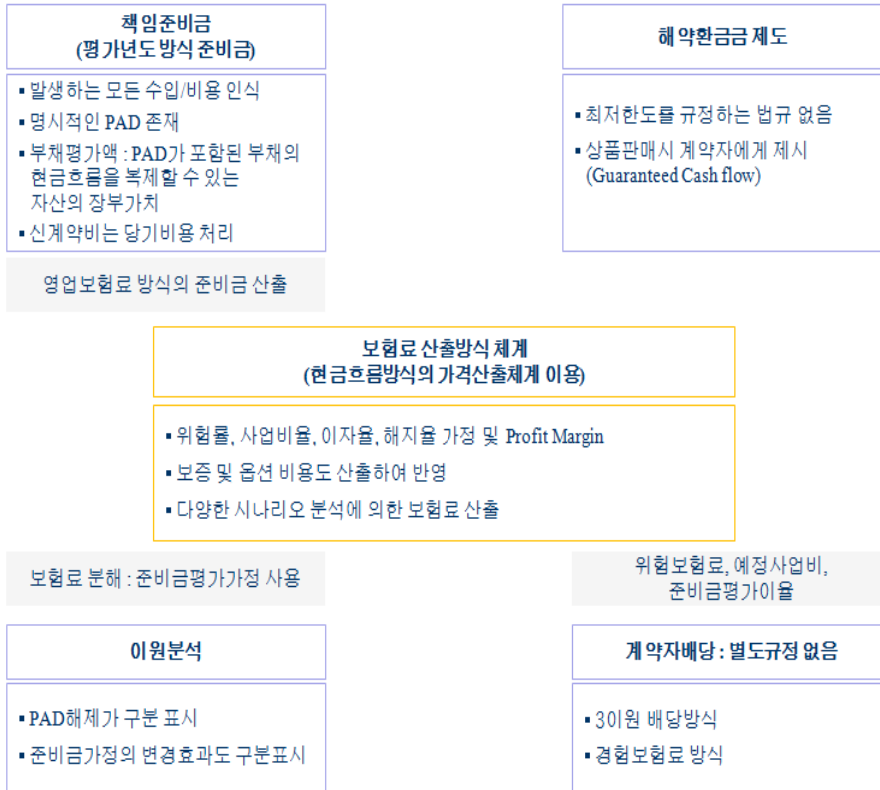 책임준비금
(평가년도 방식 준비금)
▪ 발생하는 모든 수입/비용 인식
▪ 명시적인 PAD 존재
▪ 부채평가액 : PAD가 포함된 부채의
현금흐름을 복제할 수 있는
자산의 장부가치
▪ 신계약비는 당기비용 처리
영업보험료 방식의 준비금 산출
해약환급금 제도
▪ 최저한도를 규정하는 법규 없음
▪ 상품판매시 계약자에게 제시
(Guaranteed Cash flow)
보험료 산출방식 체계
(현금흐름방식의 가격산출체계 이용)
▪ 위험률, 사업비율, 이자율, 해지율 가정 및 Profit Margin
▪ 보증 및 옵션 비용도 산출하여 반영
▪ 다양한 시나리오 분석에 의한 보험료 산출
보험료 분해 : 준비금평가가정 사용
위험보험료, 예정사업비,
준비금평가이율
이원분석
▪ PAD해제가 구분 표시
▪ 준비금가정의 변경효과도 구분표시
계약자배당 : 별도규정 없음
▪ 3이원 배당방식
▪ 경험보험료 방식